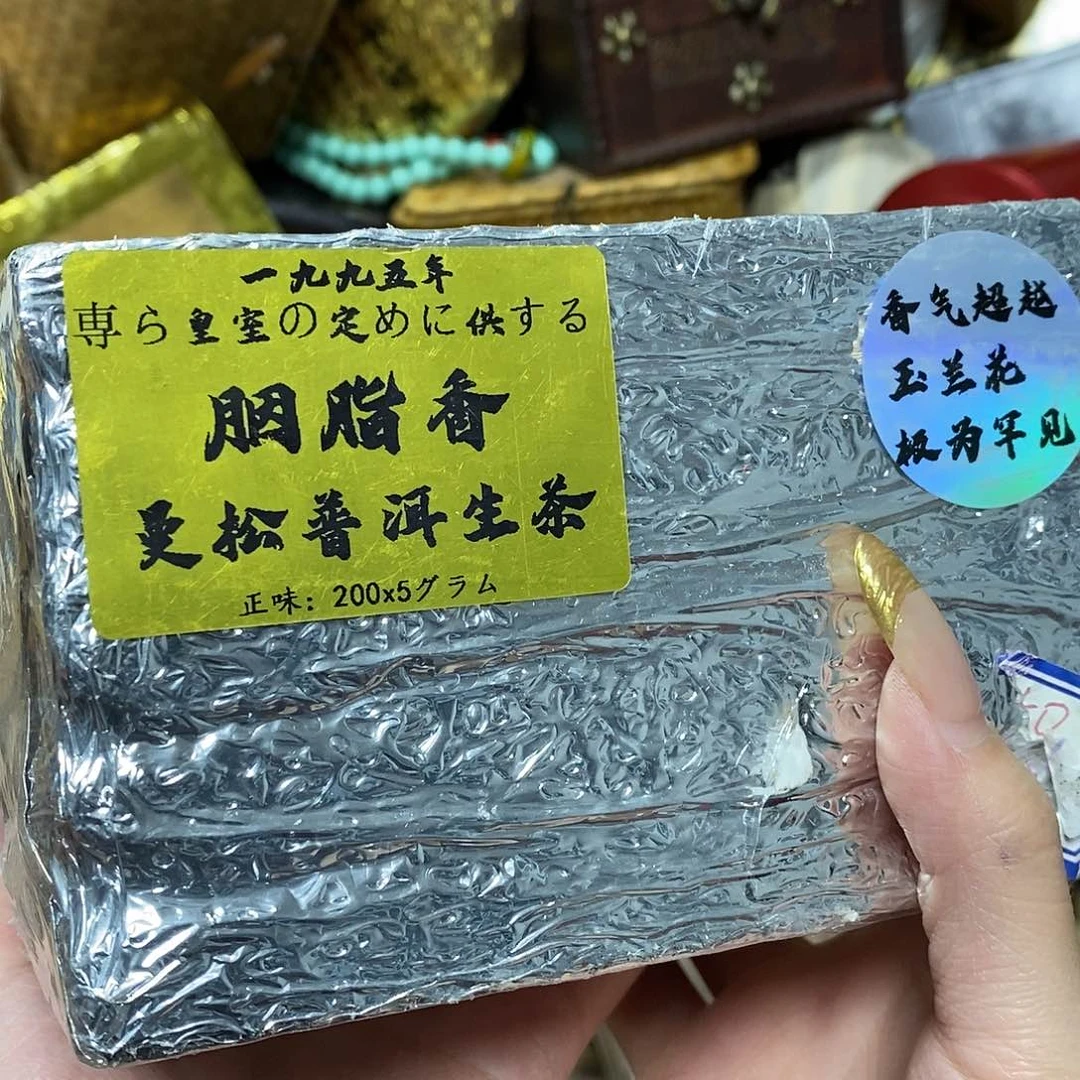 一九九五年
専ら皇室の定めに供する
胭脂香
曼松普洱生茶
正味: 200x5グラム
香气超越
玉兰花
极为罕见